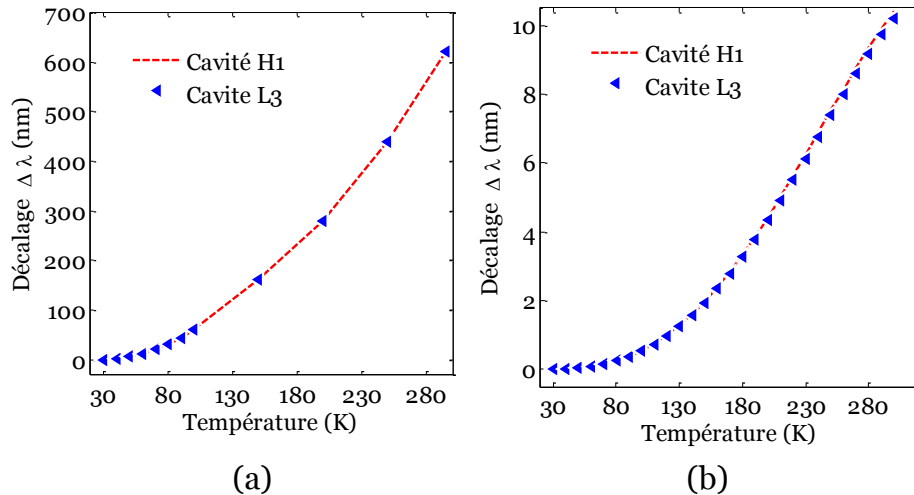 700
600
500
400
300
200
100
0
Décalage Δ λ (nm)
Cavité H1
Cavite L3
30 80 130 180 230 280
Température (K)
(a)
10
8
6
4
2
0
Décalage Δ λ (nm)
Cavité H1
Cavite L3
30 80 130 180 230 280
Température (K)
(b)